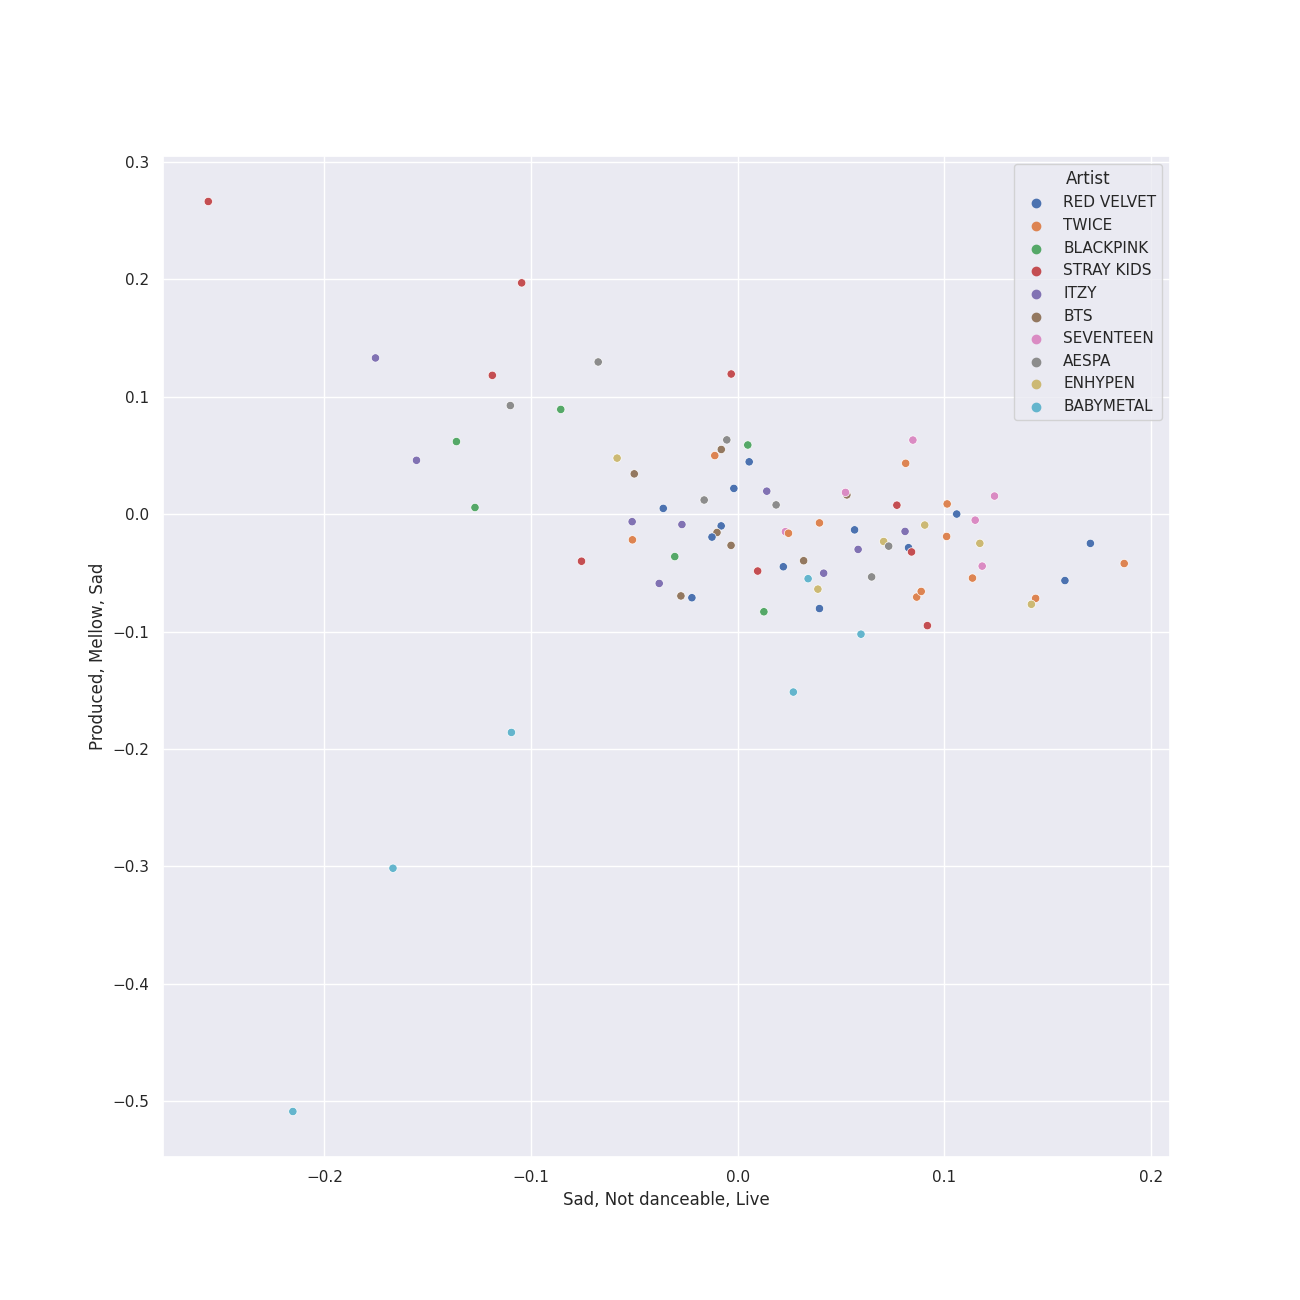 Artist
RED VELVET
TWICE
BLACKPINK
STRAY KIDS
ITZY
BTS
SEVENTEEN
AESPA
ENHYPEN
BABYMETAL
0.3
0.2
0.1
0.0
−0.1
−0.2
−0.3
−0.4
−0.5
Produced, Mellow, Sad
−0.2
−0.1
0.0
0.1
0.2
Sad, Not danceable, Live